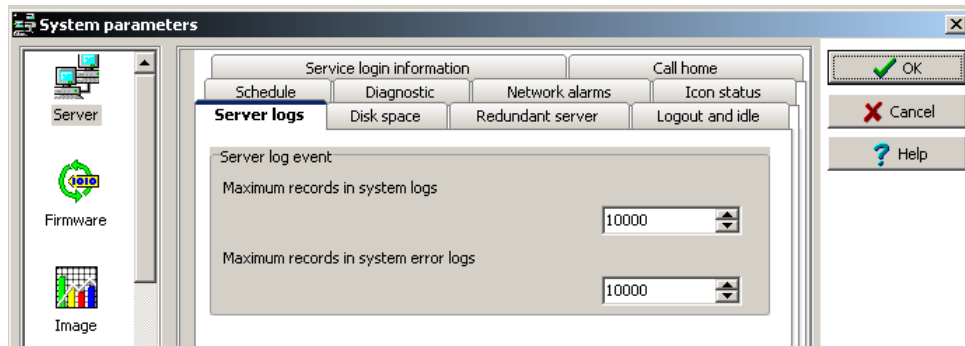 System parameters
Server
Firmware
Image
Service login information
Call home
Schedule
Diagnostic
Network alarms
Icon status
Server logs
Disk space
Redundant server
Logout and idle
Server log event
Maximum records in system logs
10000
Maximum records in system error logs
10000
OK
Cancel
Help